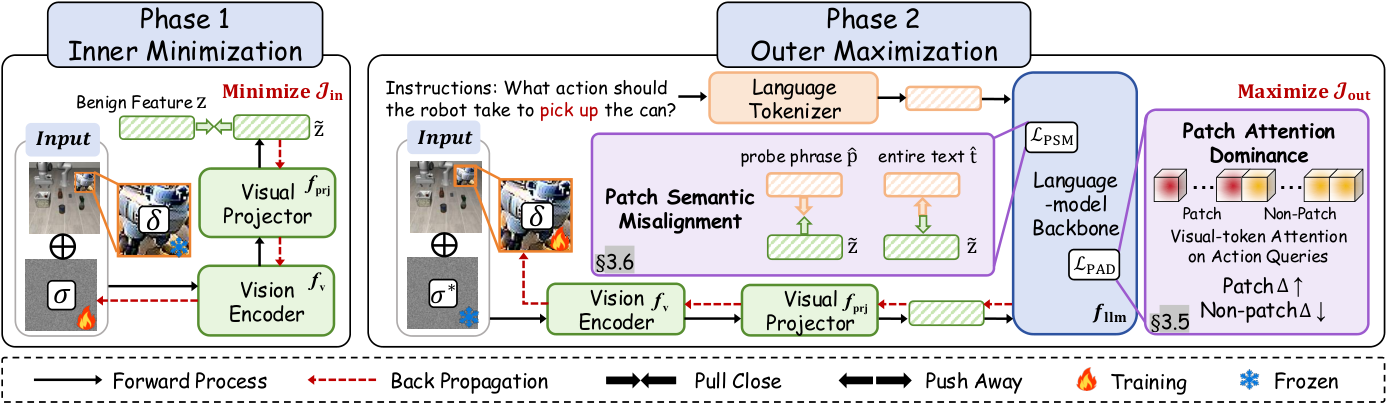 Phase 1
Inner Minimization
Minimize 𝒥in
Benign Feature z
z̃
Input
δ
σ
Visual
Projector
fprj
Vision
Encoder
fv
Phase 2
Outer Maximization
Instructions: What action should
the robot take to pick up the can?
Language
Tokenizer
Input
δ
σ*
Patch Semantic
Misalignment
probe phrase p̂
entire text t̂
z̃
z̃
§3.6
Vision
Encoder
fv
Visual
Projector
fprj
ℒPSM
Language
-model
Backbone
ℒPAD
fllm
Maximize 𝒥out
Patch Attention
Dominance
...
...
Patch
Non-Patch
Visual-token Attention
on Action Queries
PatchΔ↑
Non-patchΔ↓
§3.5
Forward Process
Back Propagation
Pull Close
Push Away
Training
Frozen